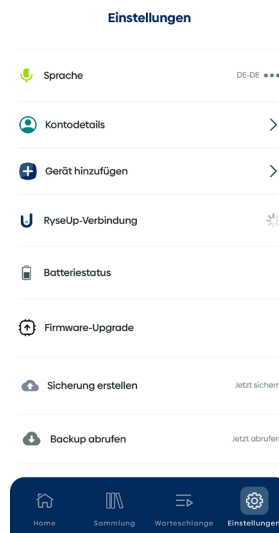 Einstellungen
Sprache DE-DE
Kontodetails
Gerät hinzufügen
RyseUp-Verbindung
Batteriestatus
Firmware-Upgrade
Sicherung erstellen Jetzt sichern
Backup abrufen Jetzt abrufen
Home Sammlung Warteschlange Einstellungen